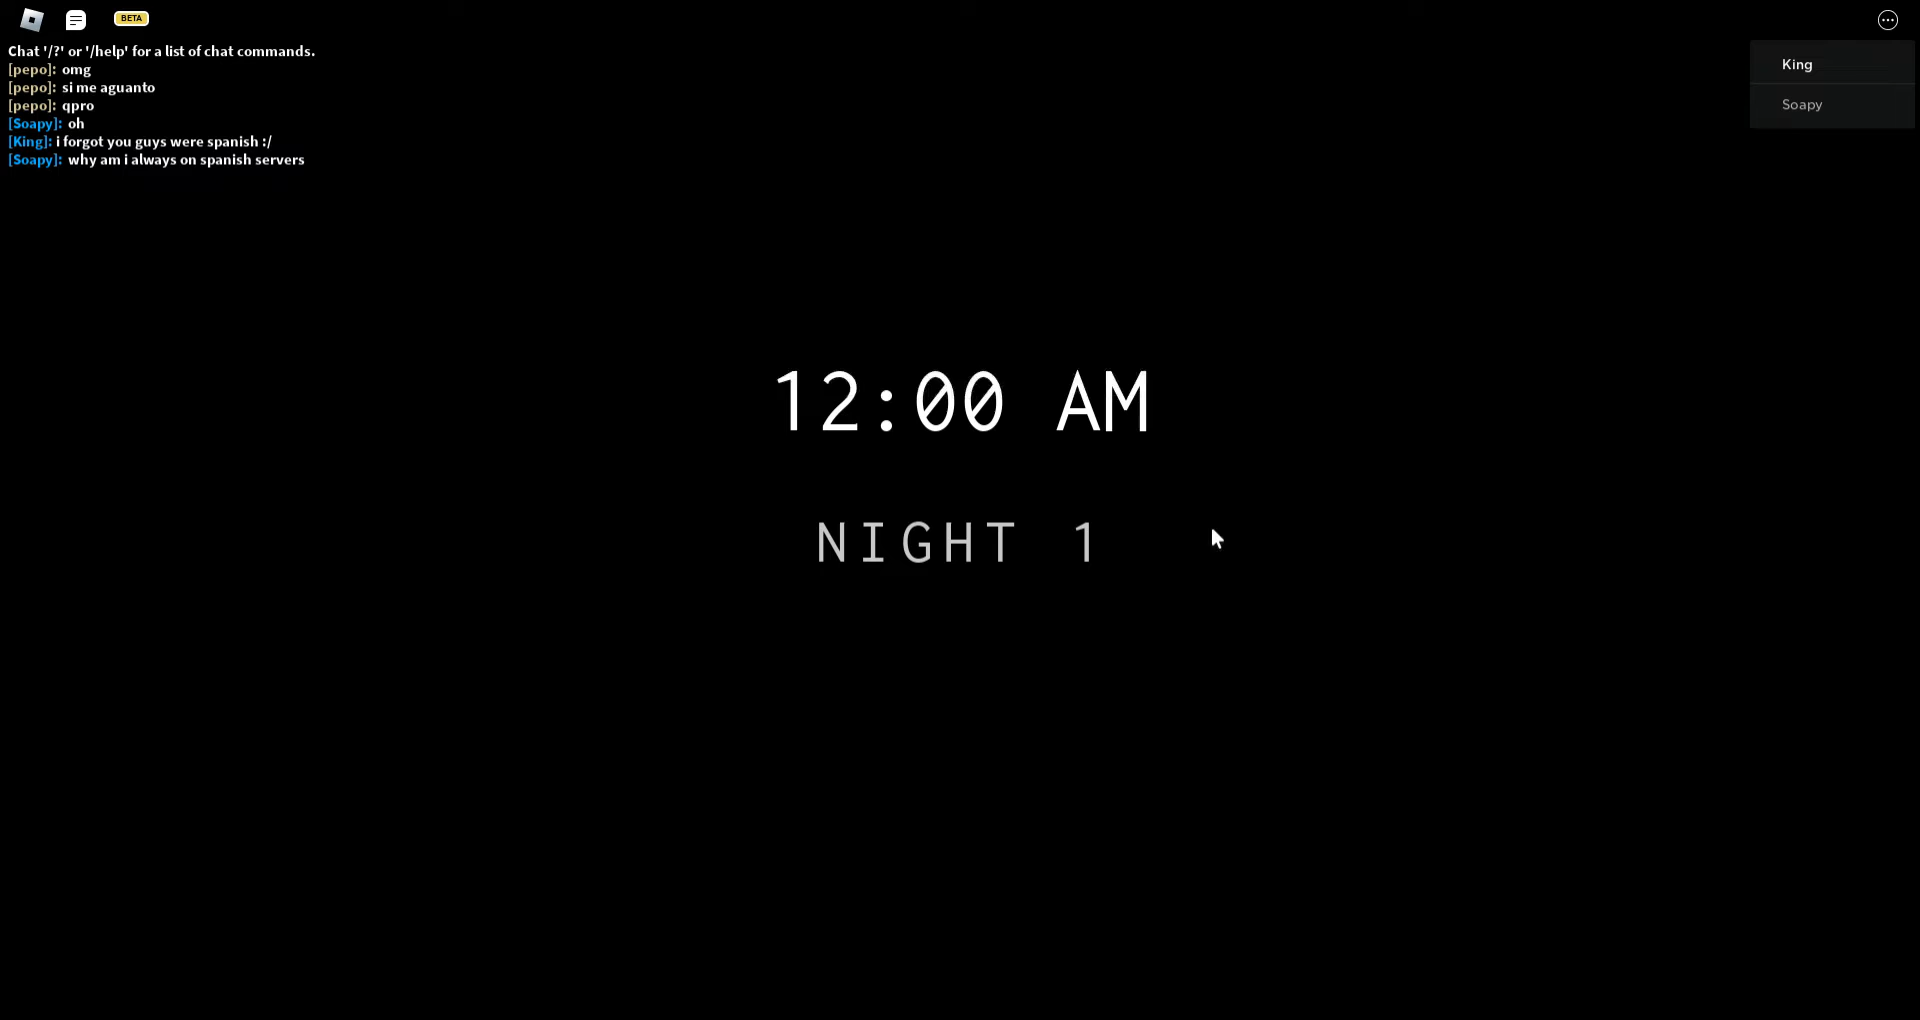 BETA
Chat '/?' or '/help' for a list of chat commands.
[pepo]: omg
[pepo]: si me aguanto
[pepo]: qpro
[Soapy]: oh
[King]: i forgot you guys were spanish :/
[Soapy]: why am i always on spanish servers
King
Soapy
12:00 AM
NIGHT 1